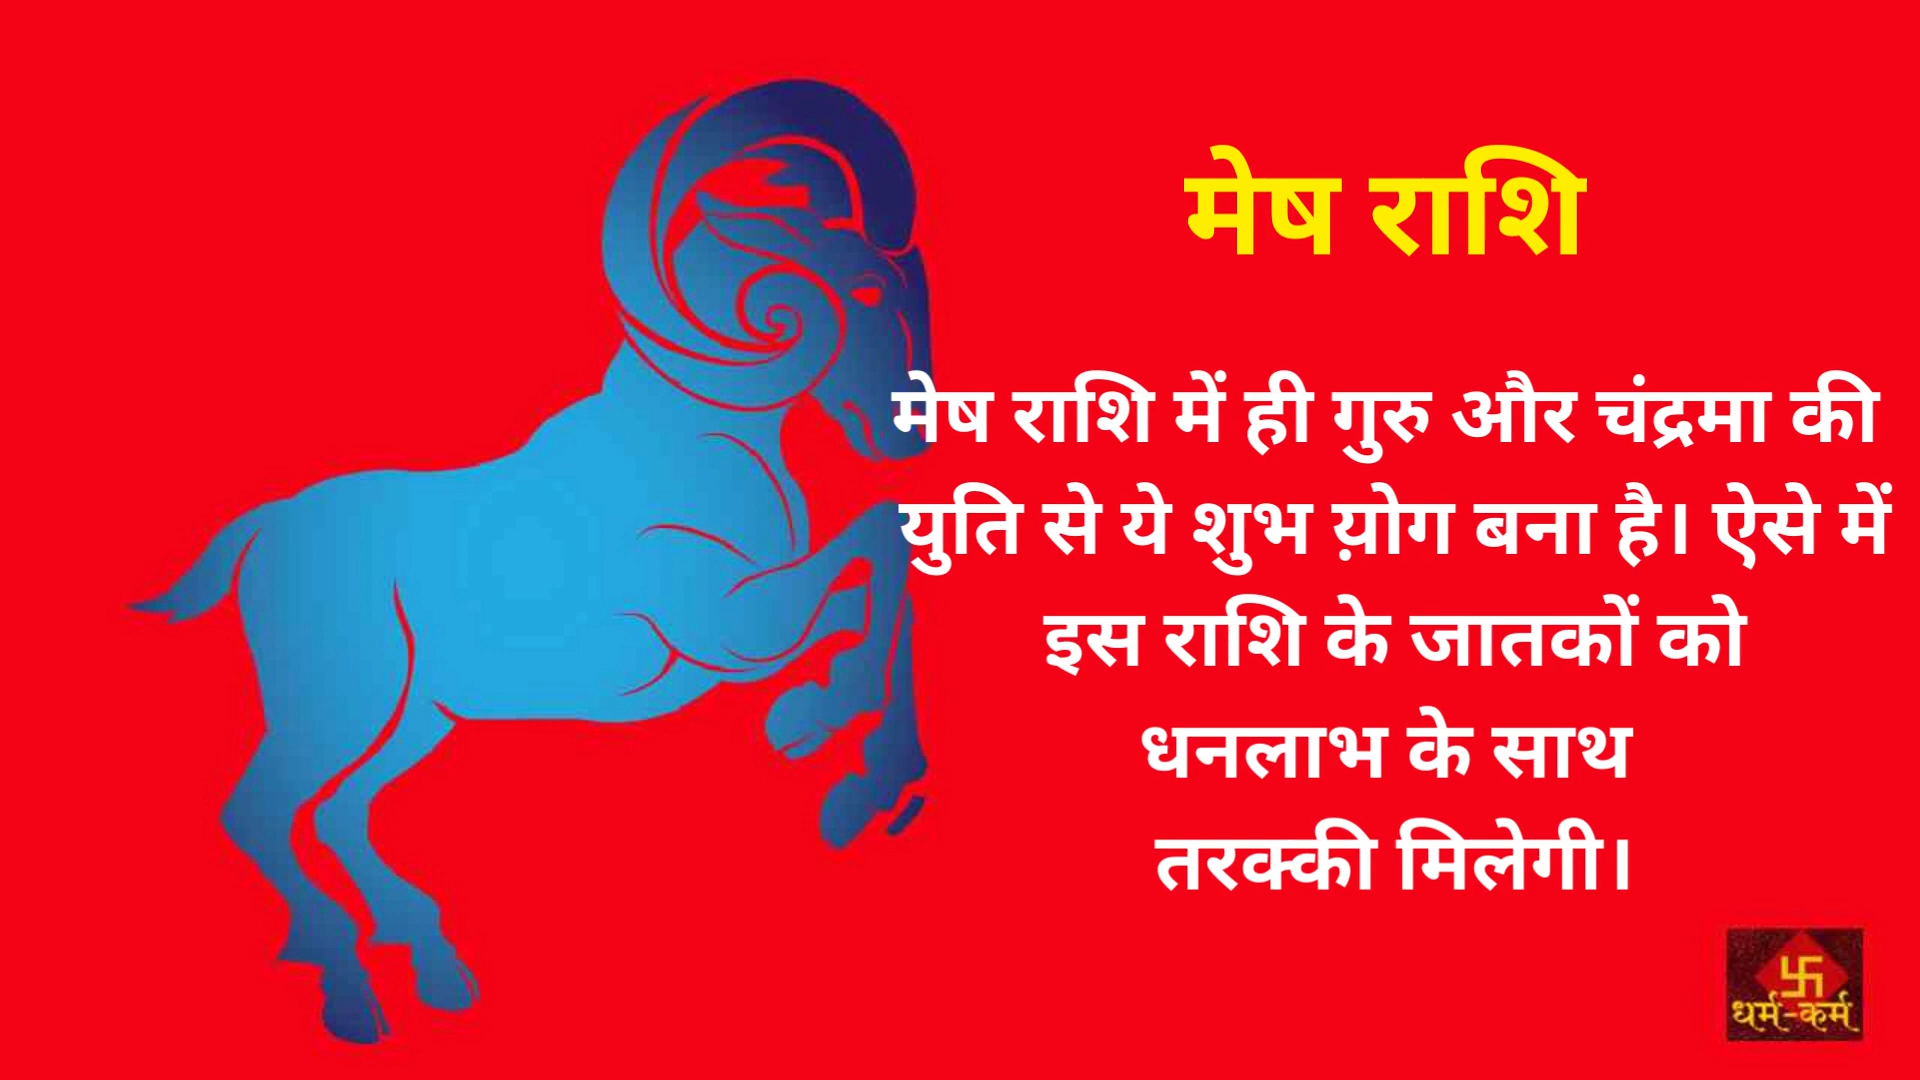 मेष राशि
मेष राशि में ही गुरु और चंद्रमा की
युति से ये शुभ य़ोग बना है। ऐसे में
इस राशि के जातकों को
धनलाभ के साथ
तरक्की मिलेगी।
धर्म-कर्म